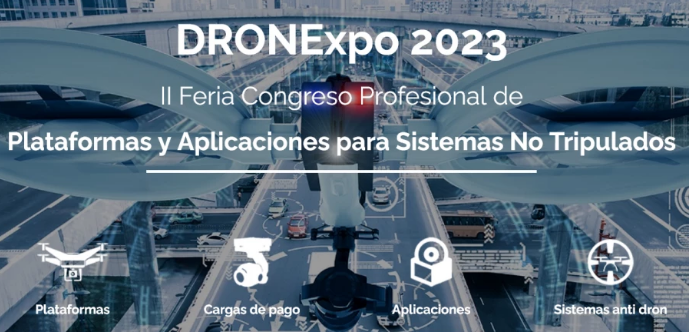 DRONExpo 2023
II Feria Congreso Profesional de
Plataformas y Aplicaciones para Sistemas No Tripulados
Plataformas
Cargas de pago
Aplicaciones
Sistemas anti dron